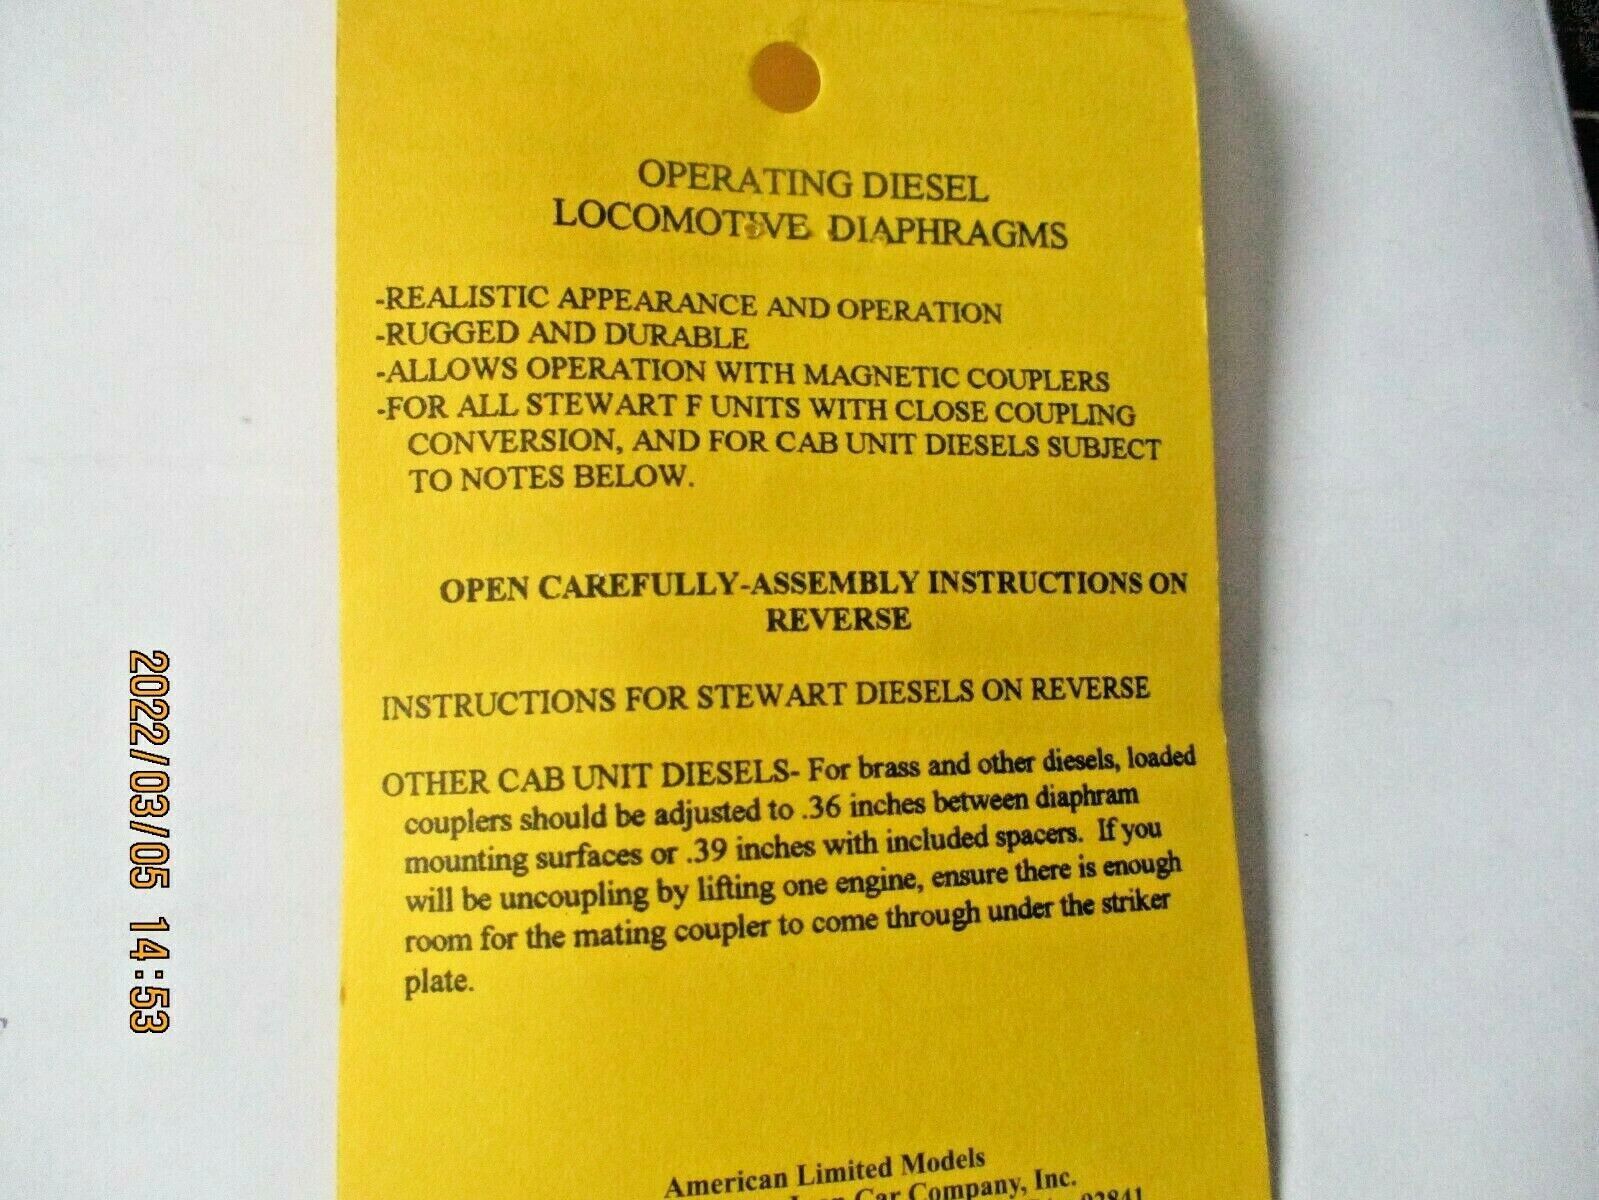 OPERATING DIESEL
LOCOMOTIVE DIAPHRAGMS
-REALISTIC APPEARANCE AND OPERATION
-RUGGED AND DURABLE
-ALLOWS OPERATION WITH MAGNETIC COUPLERS
-FOR ALL STEWART F UNITS WITH CLOSE COUPLING
CONVERSION, AND FOR CAB UNIT DIESELS SUBJECT
TO NOTES BELOW.
OPEN CAREFULLY-ASSEMBLY INSTRUCTIONS ON
REVERSE
INSTRUCTIONS FOR STEWART DIESELS ON REVERSE
OTHER CAB UNIT DIESELS- For brass and other diesels, loaded
couplers should be adjusted to .36 inches between diaphram
mounting surfaces or .39 inches with included spacers. If you
will be uncoupling by lifting one engine, ensure there is enough
room for the mating coupler to come through under the striker
plate.
American Limited Models
Car Company, Inc.
2022/03/05 14:53